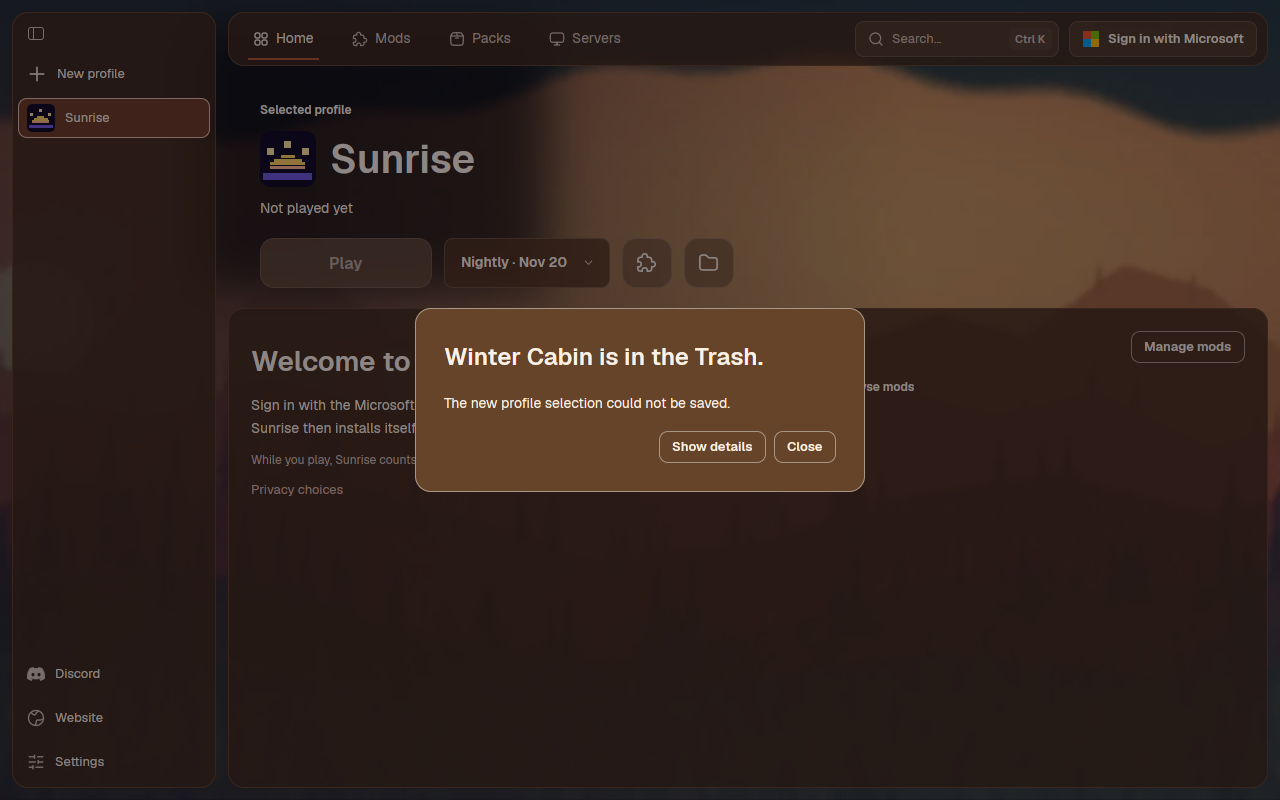 New profile
Sunrise
Discord
Website
Settings
Home
Mods
Packs
Servers
Search...
Ctrl K
Sign in with Microsoft
Selected profile
Sunrise
Not played yet
Play
Nightly · Nov 20
Welcome to
Sign in with the Microsoft
Sunrise then installs itself
While you play, Sunrise counts
Privacy choices
Manage mods
mods
Winter Cabin is in the Trash.
The new profile selection could not be saved.
Show details
Close